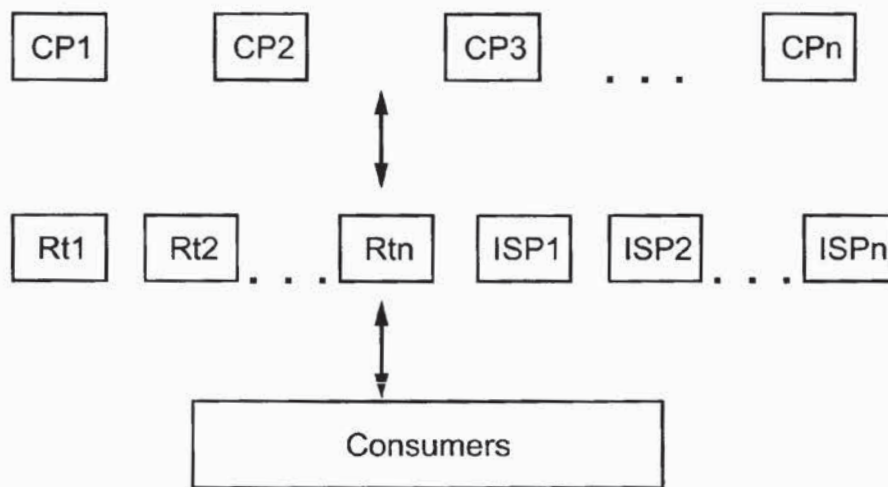 CP1 CP2 CP3 . . . CPn
Rt1 Rt2 . . . Rtn ISP1 ISP2 . . . ISPn
Consumers